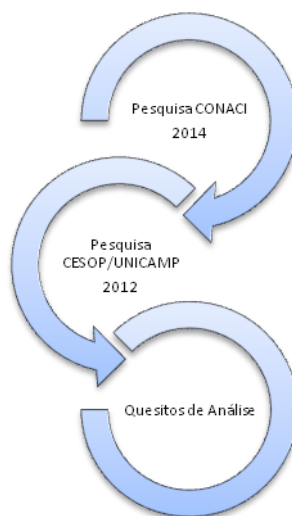 Pesquisa CONACI
2014
Pesquisa
CESOP/UNICAMP
2012
Quesitos de Análise